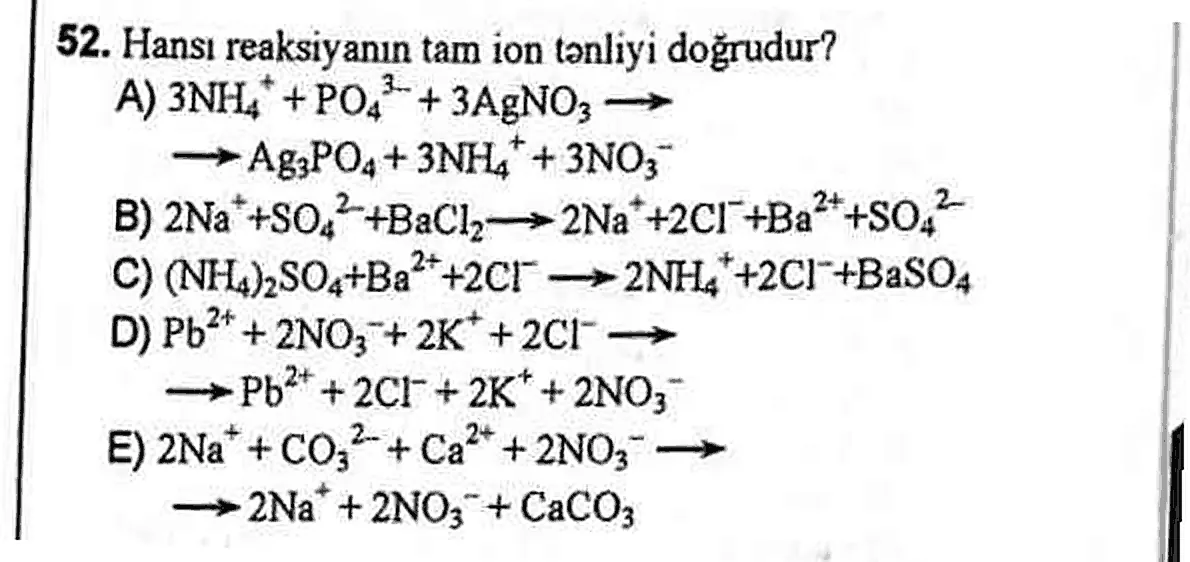 52. Hansı reaksiyanın tam ion tənliyi doğrudur?
A) 3NH₄⁺ + PO₄³⁻ + 3AgNO₃ ⟶
⟶ Ag₃PO₄ + 3NH₄⁺ + 3NO₃⁻
B) 2Na⁺+SO₄²⁻+BaCl₂⟶ 2Na⁺+2Cl⁻+Ba²⁺+SO₄²⁻
C) (NH₄)₂SO₄+Ba²⁺+2Cl⁻ ⟶ 2NH₄⁺+2Cl⁻+BaSO₄
D) Pb²⁺ + 2NO₃⁻+ 2K⁺ + 2Cl⁻ ⟶
⟶ Pb²⁺ + 2Cl⁻ + 2K⁺ + 2NO₃⁻
E) 2Na⁺ + CO₃²⁻ + Ca²⁺ + 2NO₃⁻ ⟶
⟶ 2Na⁺ + 2NO₃⁻ + CaCO₃